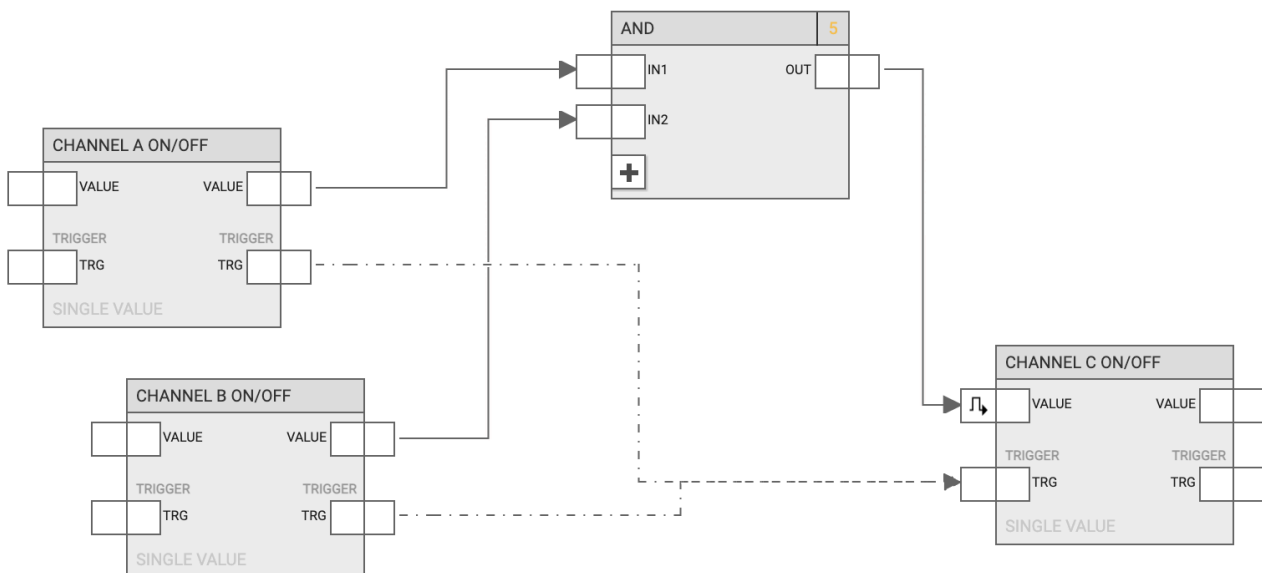 AND 5
IN1 OUT
IN2
CHANNEL A ON/OFF
VALUE VALUE
TRIGGER TRIGGER
TRG TRG
SINGLE VALUE
CHANNEL B ON/OFF
VALUE VALUE
TRIGGER TRIGGER
TRG TRG
SINGLE VALUE
CHANNEL C ON/OFF
VALUE VALUE
TRIGGER TRIGGER
TRG TRG
SINGLE VALUE